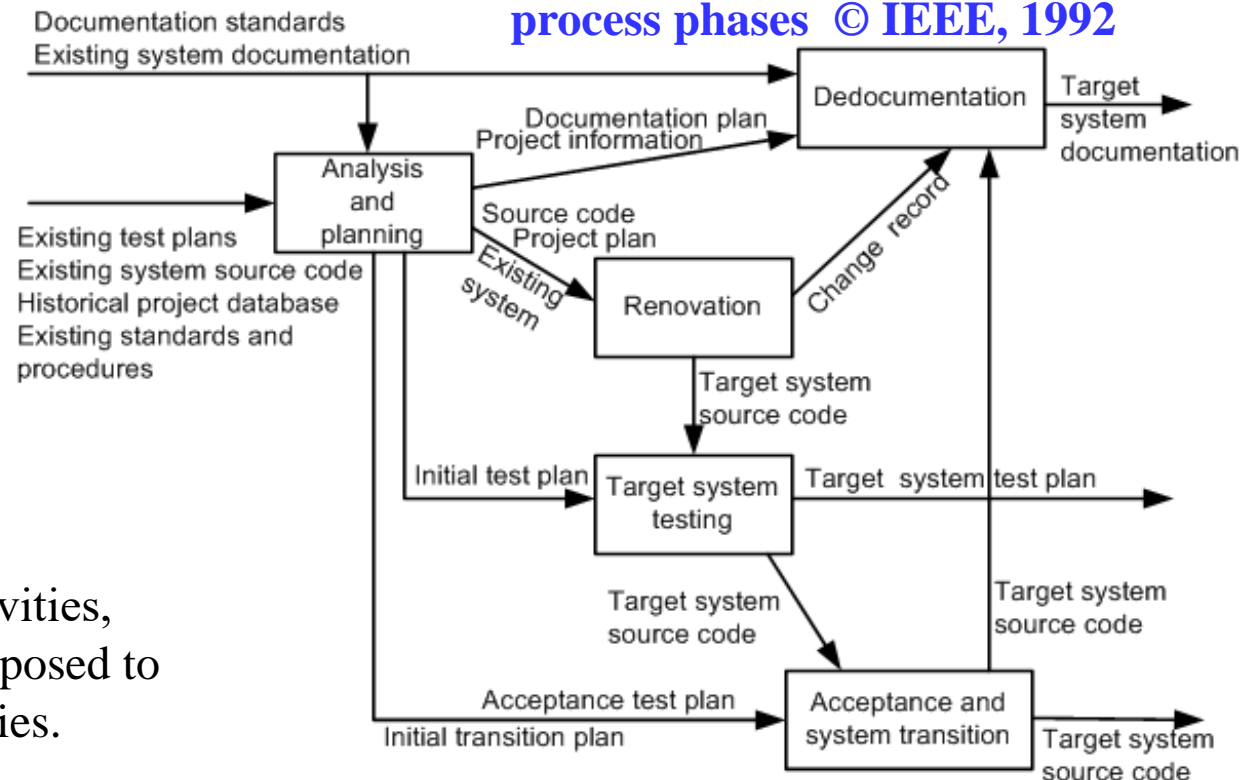 process phases © IEEE, 1992
Documentation standards
Existing system documentation
Dedocumentation
Target
system
documentation
Documentation plan
Project information
Analysis
and
planning
Existing test plans
Existing system source code
Historical project database
Existing standards and
procedures
Source code
Project plan
Existing
system
Renovation
Change record
Target system
source code
Initial test plan
Target system
testing
Target system test plan
Target system
source code
Target system
source code
vities,
posed to
ies.
Acceptance test plan
Initial transition plan
Acceptance and
system transition
Target system
source code